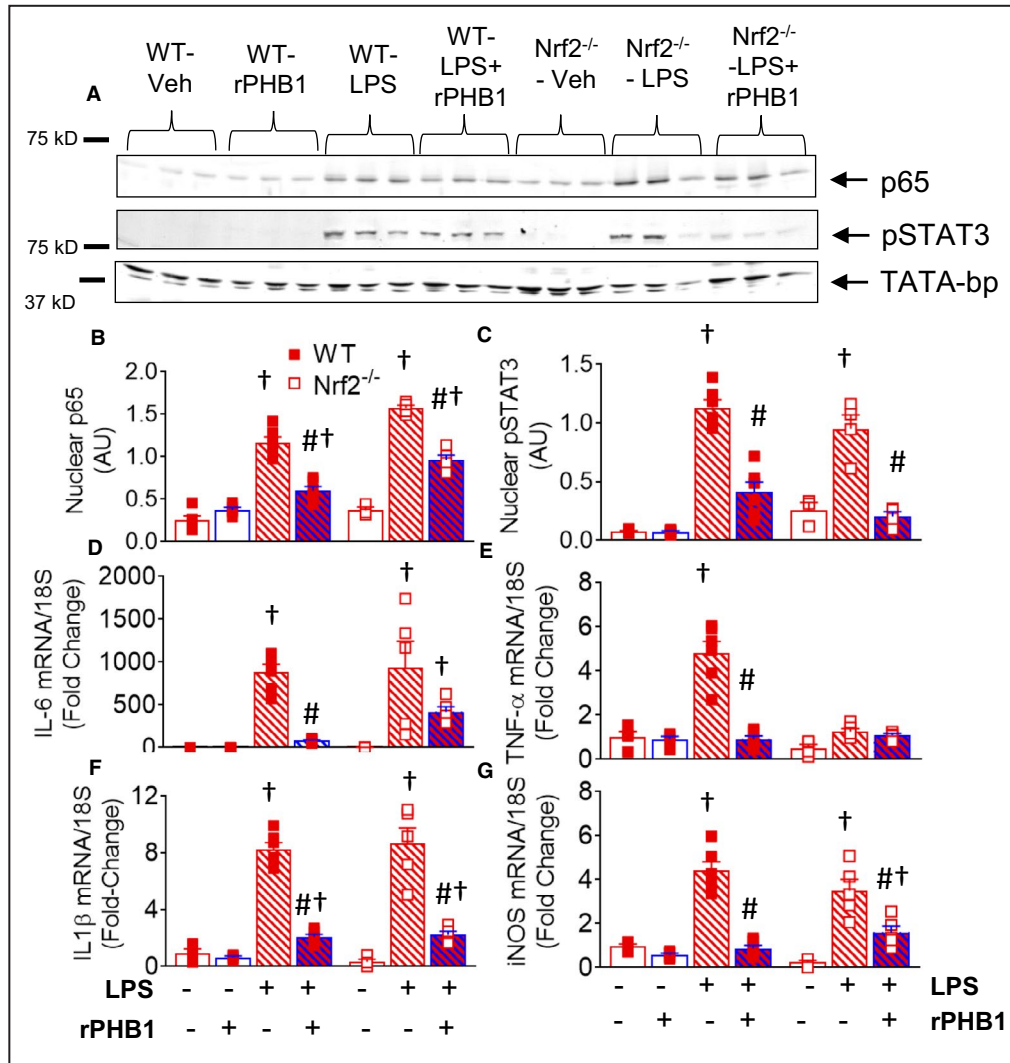 WT-
Veh
WT-
rPHB1
WT-
LPS
WT-
LPS+
rPHB1
Nrf2-/-
- Veh
Nrf2-/-
- LPS
Nrf2-/-
-LPS+
rPHB1
A
75 kD
p65
75 kD
pSTAT3
37 kD
TATA-bp
B
WT
Nrf2-/-
Nuclear p65
(AU)
2.0
1.5
1.0
0.5
0.0
†
#†
†
#†
C
Nuclear pSTAT3
(AU)
1.5
1.0
0.5
0.0
†
#
†
#
D
IL-6 mRNA/18S
(Fold Change)
2000
1500
1000
500
0
†
#
†
†
E
TNF-α mRNA/18S
(Fold Change)
8
6
4
2
0
†
#
F
IL1β mRNA/18S
(Fold-Change)
12
8
4
0
†
#†
†
#†
G
iNOS mRNA/18S
(Fold Change)
8
6
4
2
0
†
#
†
#†
LPS - - + + - + + - - + + - + + LPS
rPHB1 - + - + - - + - + - + - - + rPHB1